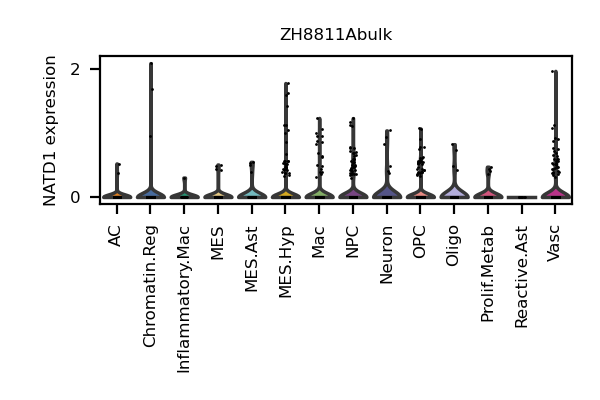 ZH8811Abulk
NATD1 expression
2
0
AC
Chromatin.Reg
Inflammatory.Mac
MES
MES.Ast
MES.Hyp
Mac
NPC
Neuron
OPC
Oligo
Prolif.Metab
Reactive.Ast
Vasc